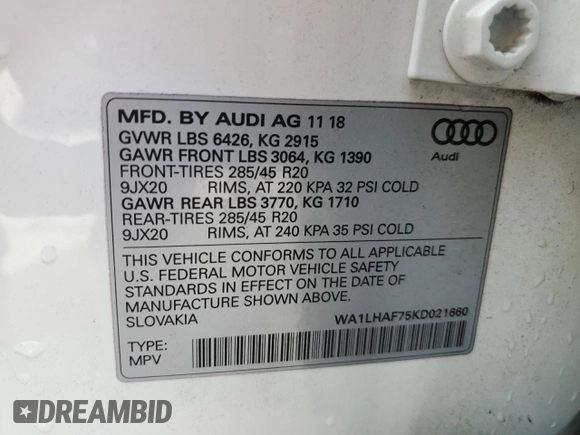 MFD. BY AUDI AG 11 18
GVWR LBS 6426, KG 2915
GAWR FRONT LBS 3064, KG 1390
FRONT-TIRES 285/45 R20
9JX20 RIMS, AT 220 KPA 32 PSI COLD
GAWR REAR LBS 3770, KG 1710
REAR-TIRES 285/45 R20
9JX20 RIMS, AT 240 KPA 35 PSI COLD
Audi
THIS VEHICLE CONFORMS TO ALL APPLICABLE
U.S. FEDERAL MOTOR VEHICLE SAFETY
STANDARDS IN EFFECT ON THE DATE OF
MANUFACTURE SHOWN ABOVE.
SLOVAKIA
WA1LHAF75KD021660
TYPE:
MPV
DREAMBID